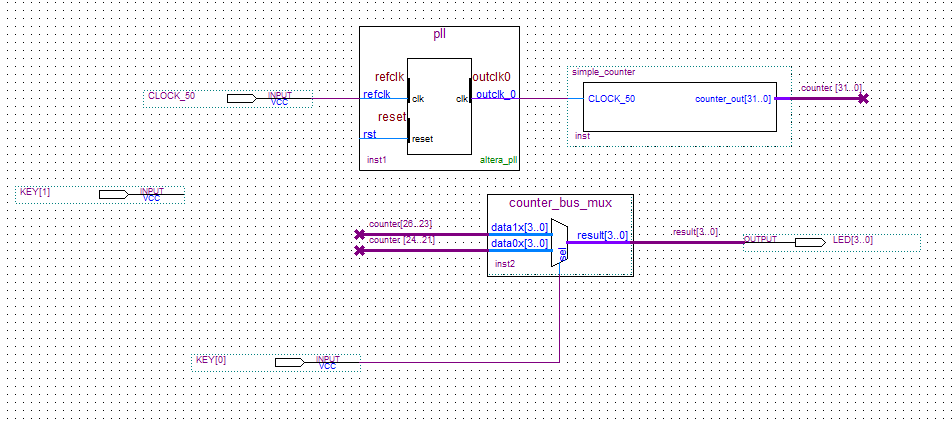 pll
refclk
outclk0
CLOCK_50
INPUT
VCC
refclk
clk
clk
outclk_0
reset
rst
reset
inst1
altera_pll
simple_counter
CLOCK_50
counter_out[31..0]
inst
counter [31..0]
KEY[1]
INPUT
VCC
counter_bus_mux
counter[26..23]
data1x[3..0]
counter [24..21]
data0x[3..0]
sel
result[3..0]
inst2
result[3..0]
OUTPUT
LED[3..0]
KEY[0]
INPUT
VCC